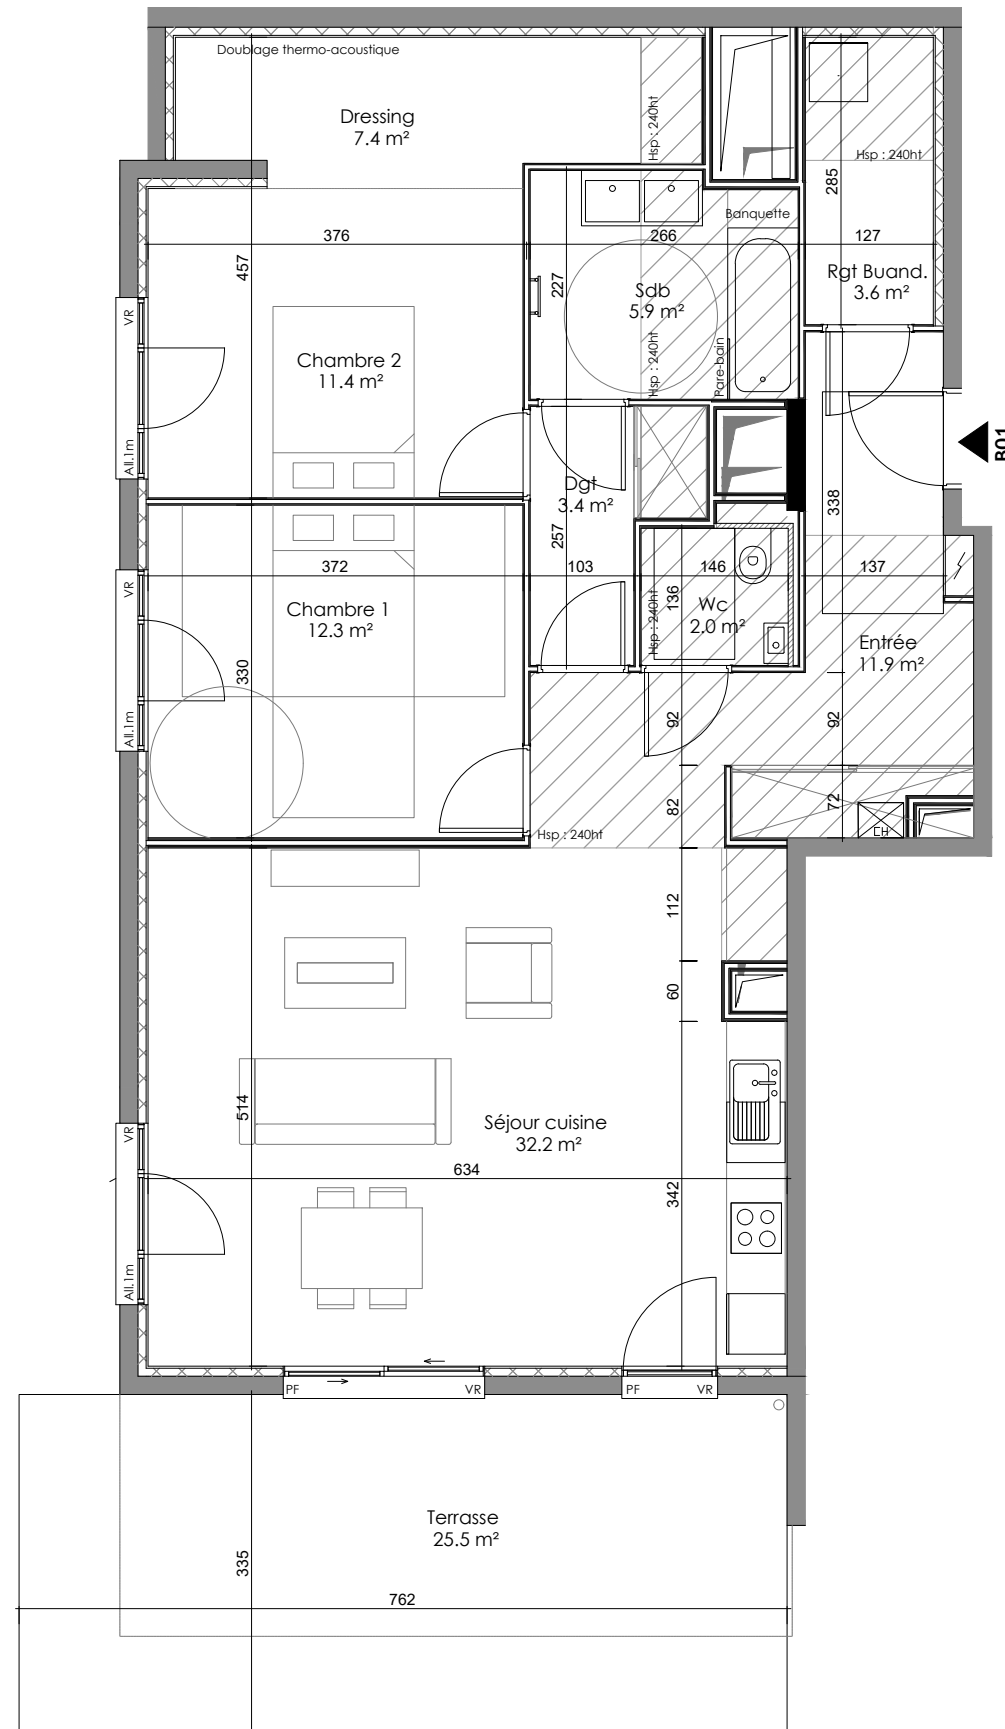 Doublage thermo-acoustique
Dressing
7.4 m²
Hsp : 240ht
Hsp : 240ht
285
Banquette
376
266
127
457
227
Rgt Buand.
3.6 m²
Sdb
5.9 m²
VR
Hsp : 240ht
Pare-bain
Chambre 2
11.4 m²
All.1m
B01
Dgt
3.4 m²
338
257
372
103
146
137
VR
136
Hsp : 240ht
Chambre 1
12.3 m²
Wc
2.0 m²
Entrée
11.9 m²
330
All.1m
92
92
82
72
Hsp : 240ht
CH
112
60
514
Séjour cuisine
32.2 m²
VR
634
342
All.1m
PF
VR
PF
VR
Terrasse
25.5 m²
335
762